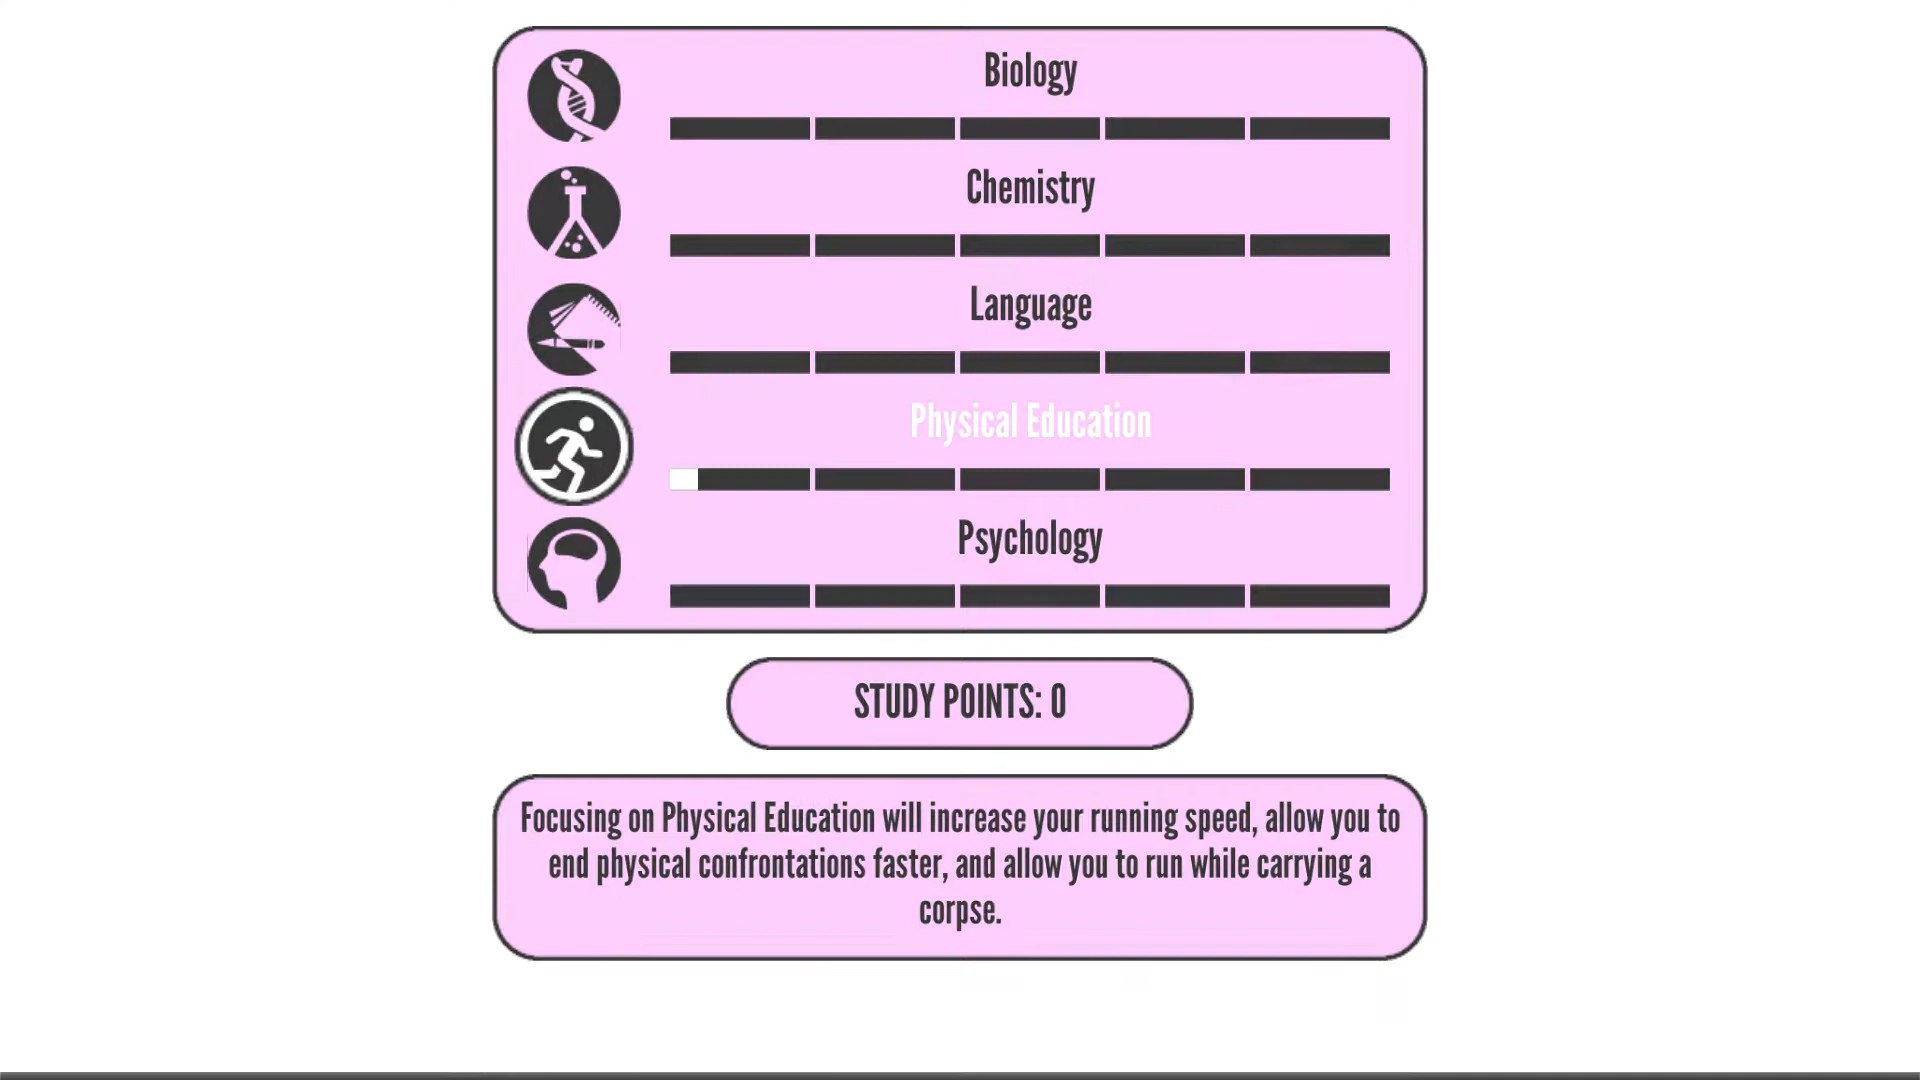 Biology
Chemistry
Language
Physical Education
Psychology
STUDY POINTS: 0
Focusing on Physical Education will increase your running speed, allow you to
end physical confrontations faster, and allow you to run while carrying a
corpse.